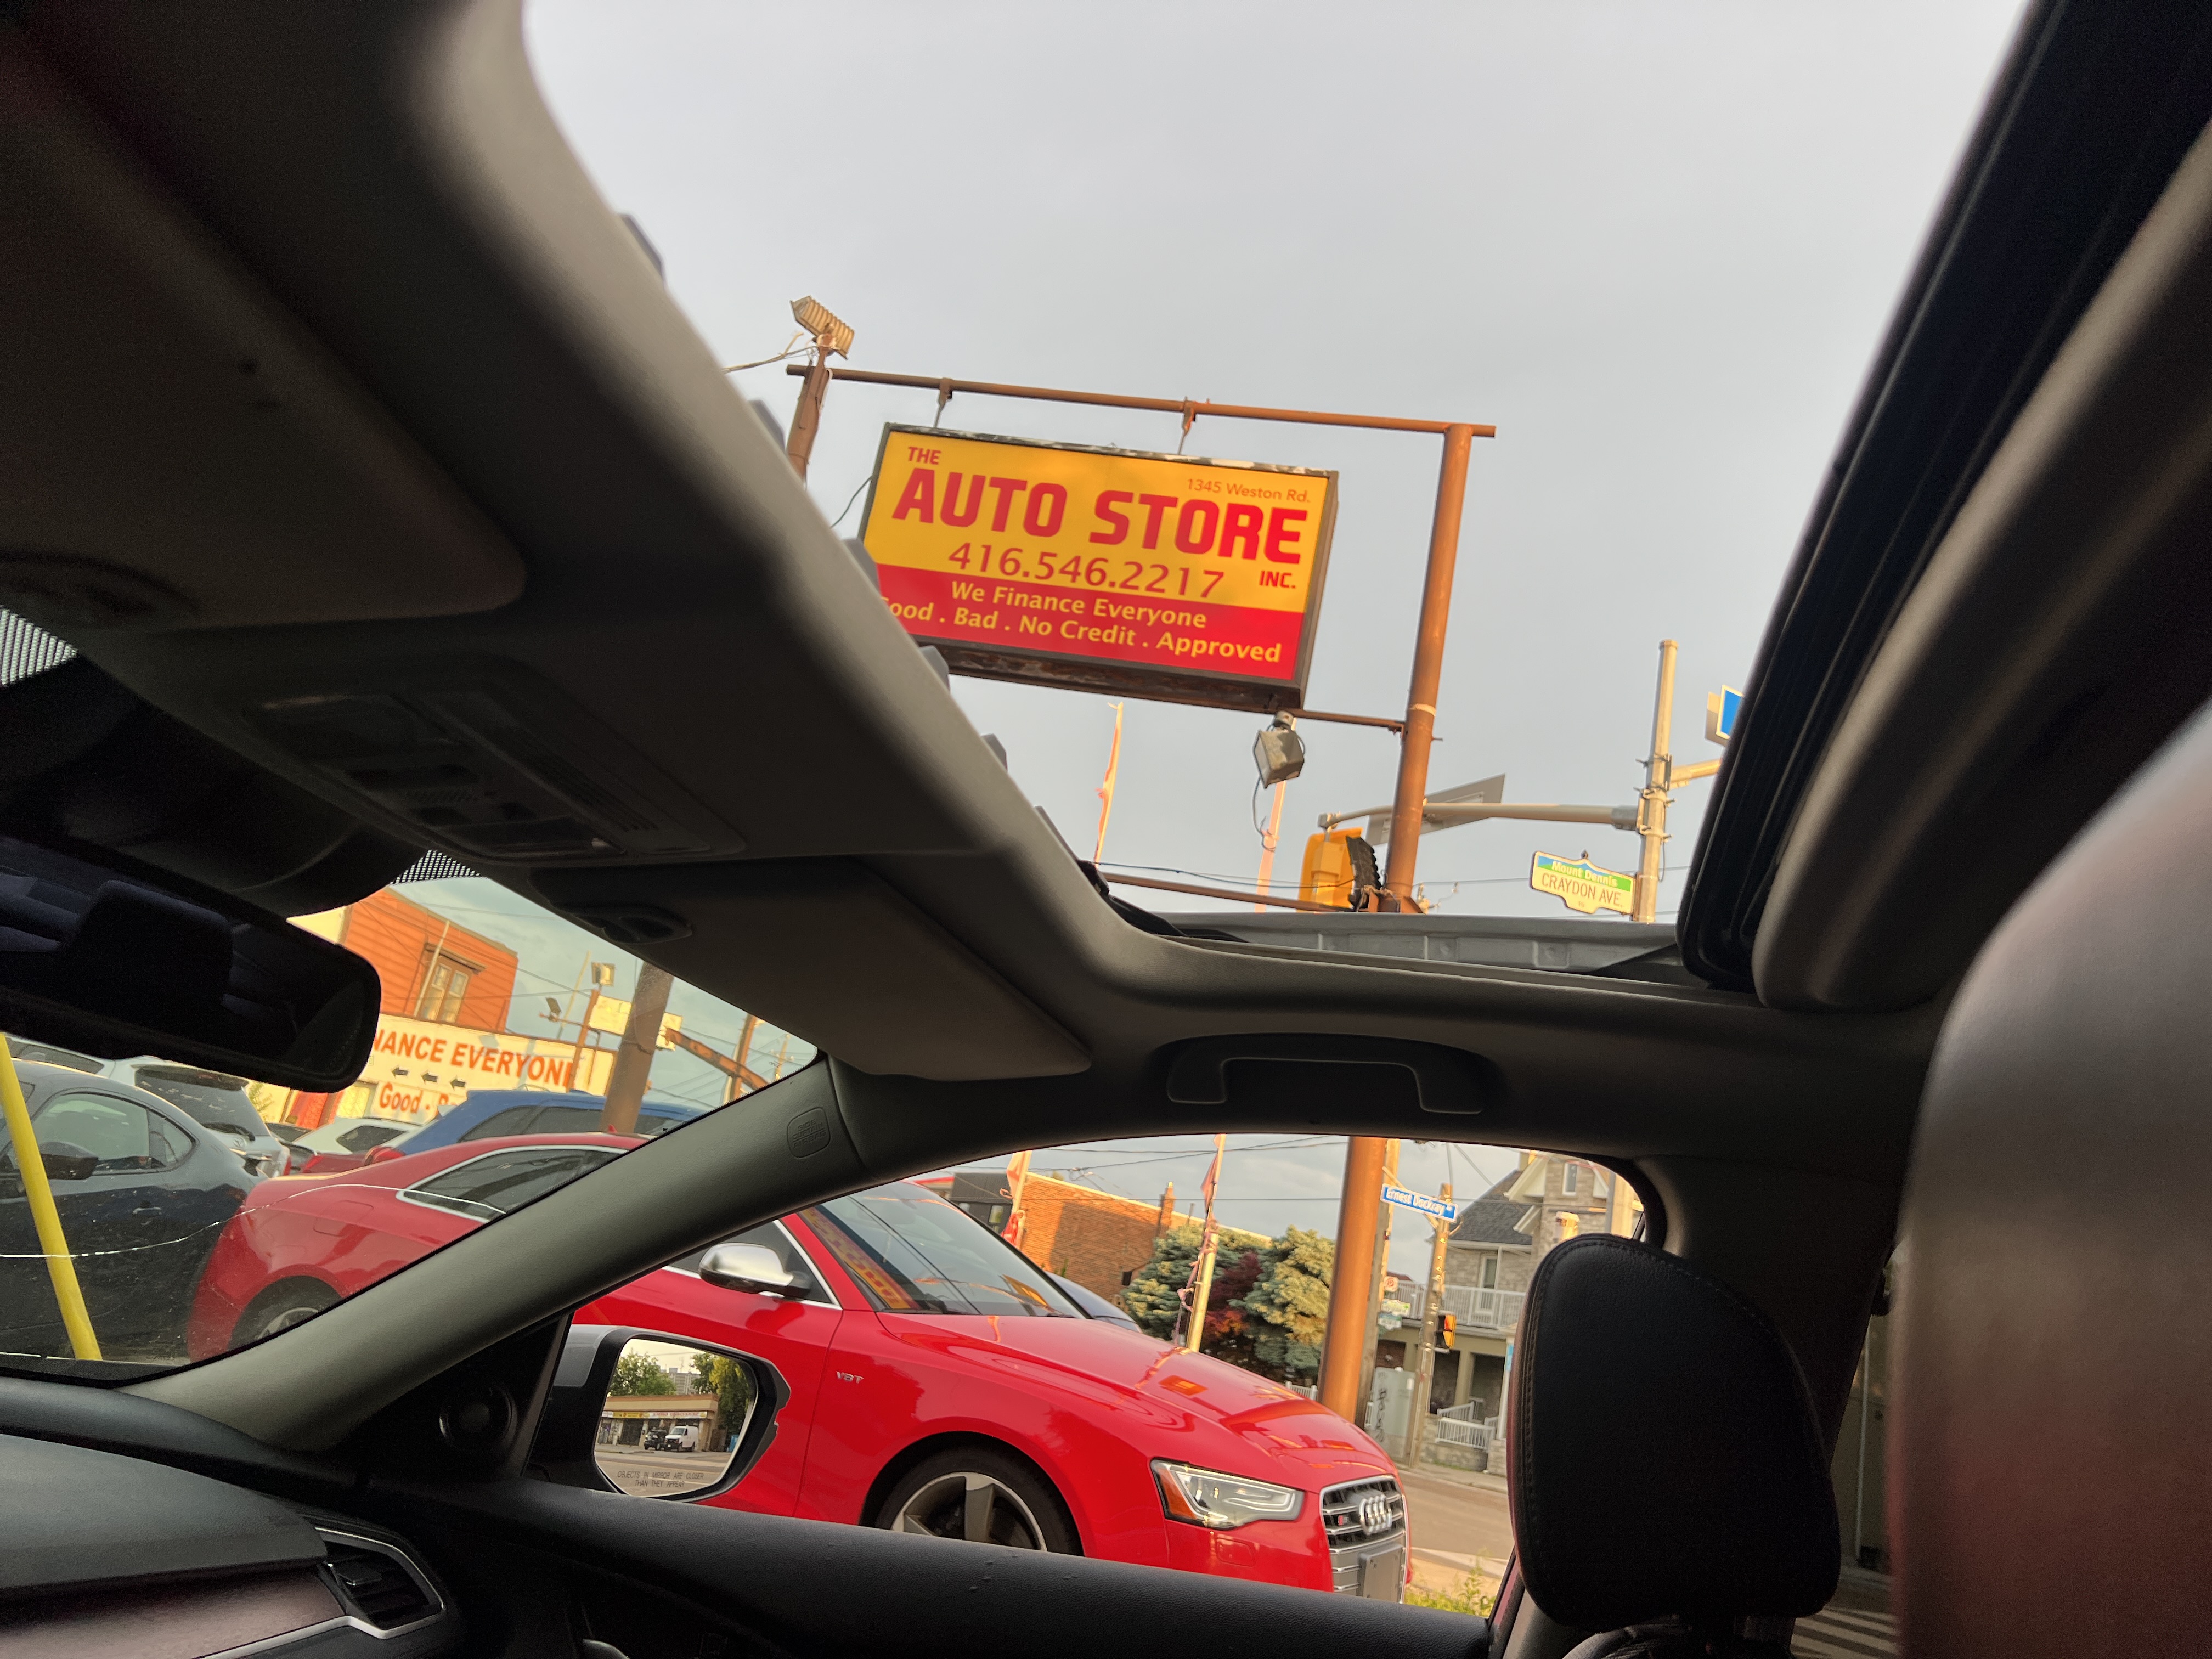 THE
1345 Weston Rd.
AUTO STORE
INC.
416.546.2217
We Finance Everyone
ood . Bad . No Credit . Approved
Mount Dennis
CRAYDON AVE.
NANCE EVERYONE
Good -
V8T
OBJECTS IN MIRROR ARE CLOSER
THAN THEY APPEAR